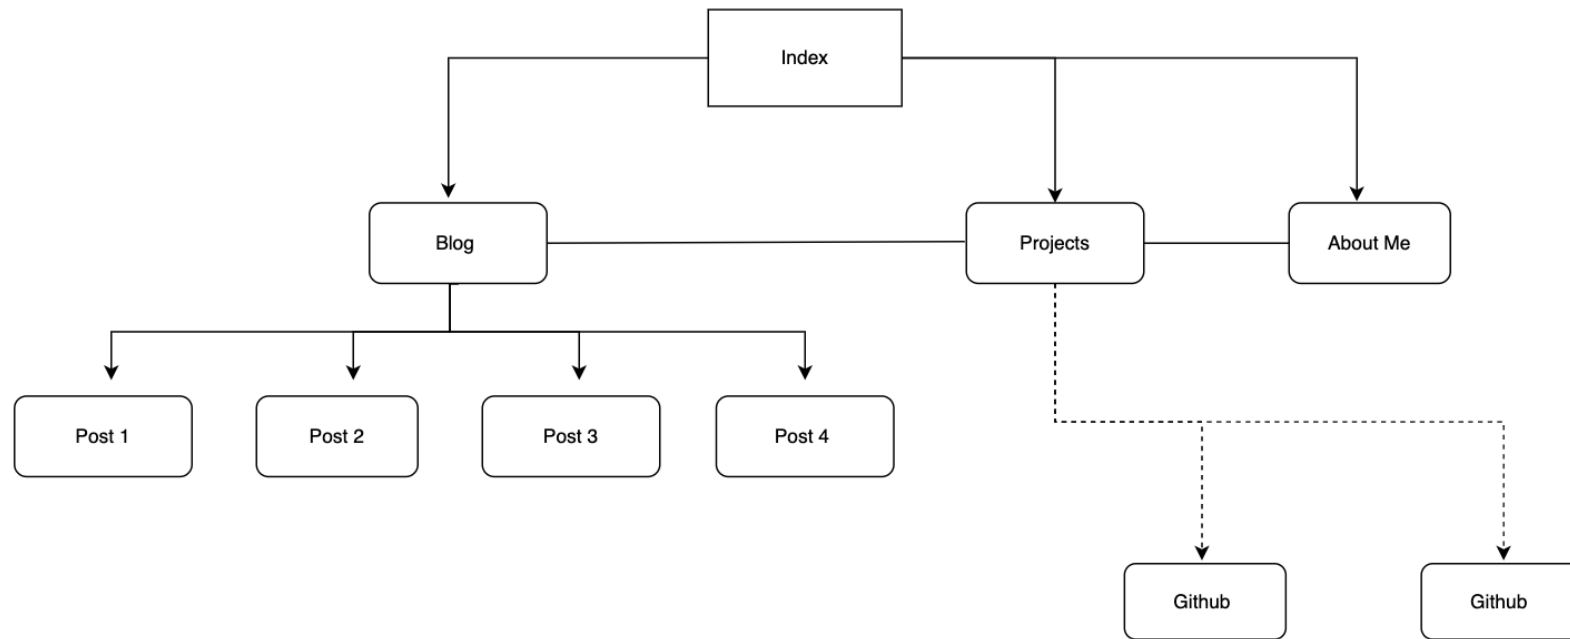 Index
Blog
Projects
About Me
Post 1
Post 2
Post 3
Post 4
Github
Github